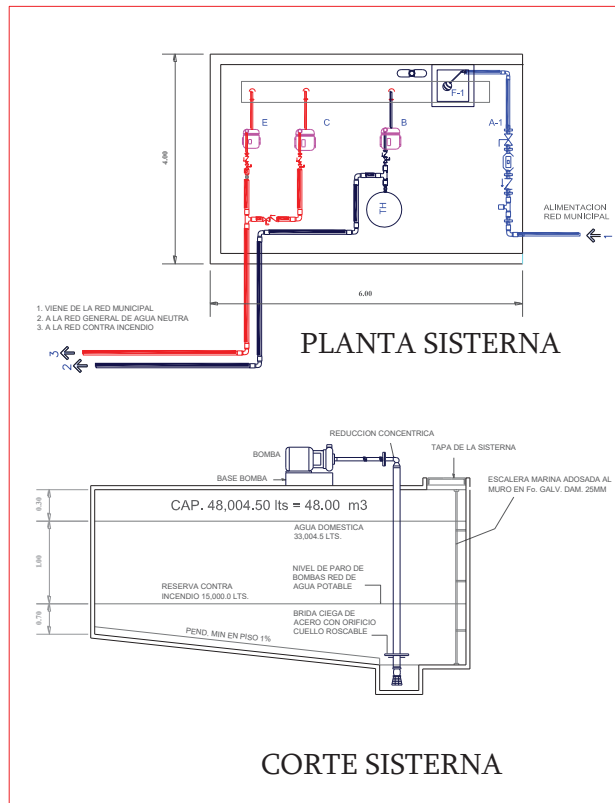 E
C
B
F-1
A-1
4.00
TH
ALIMENTACION
RED MUNICIPAL
1
6.00
1. VIENE DE LA RED MUNICIPAL
2. A LA RED GENERAL DE AGUA NEUTRA
3. A LA RED CONTRA INCENDIO
3
2
PLANTA SISTERNA
REDUCCION CONCENTRICA
BOMBA
TAPA DE LA SISTERNA
BASE BOMBA
ESCALERA MARINA ADOSADA AL
MURO EN Fo. GALV. DAM. 25MM
0.30
CAP. 48,004.50 lts = 48.00 m3
AGUA DOMESTICA
33,004.5 LTS.
1.00
NIVEL DE PARO DE
BOMBAS RED DE
AGUA POTABLE
RESERVA CONTRA
INCENDIO 15,000.0 LTS.
0.70
BRIDA CIEGA DE
ACERO CON ORIFICIO
CUELLO ROSCABLE
PEND. MIN EN PISO 1%
CORTE SISTERNA